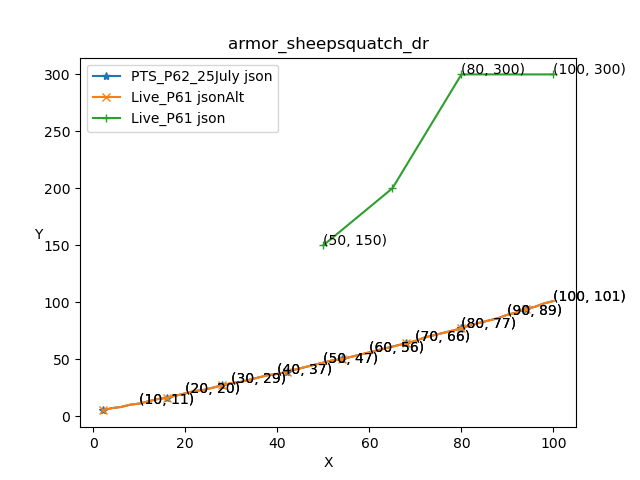 armor_sheepsquatch_dr
PTS_P62_25July json
Live_P61 jsonAlt
Live_P61 json
(80, 300)
(100, 300)
(50, 150)
(100, 101)
(90, 89)
(80, 77)
(70, 66)
(60, 56)
(50, 47)
(40, 37)
(30, 29)
(20, 20)
(10, 11)
300
250
200
150
100
50
0
Y
0 20 40 60 80 100
X